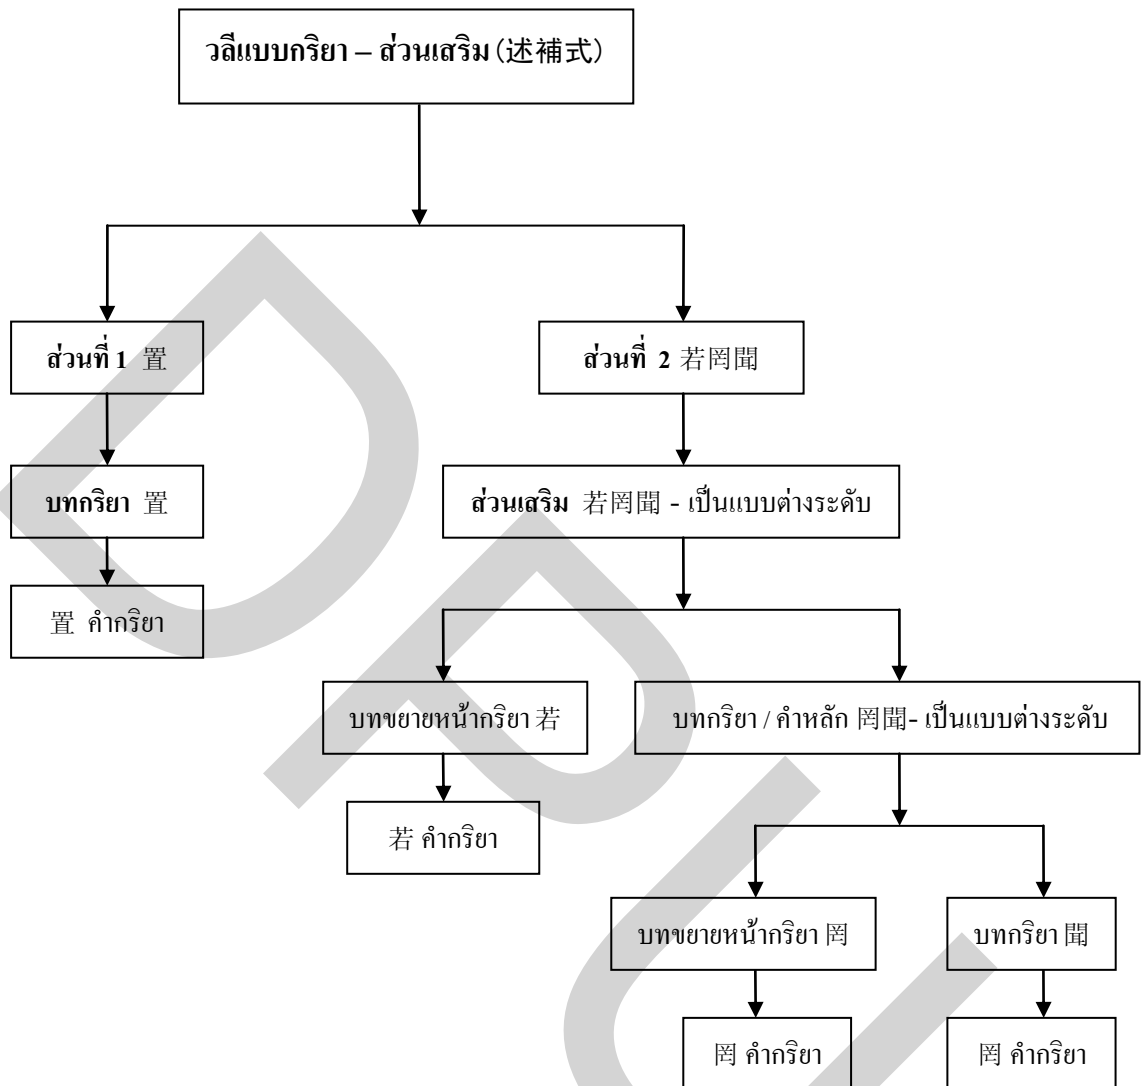 วลีแบบกริยา – ส่วนเสริม (述補式)
ส่วนที่ 1 置
ส่วนที่ 2 若罔聞
บทกริยา 置
ส่วนเสริม 若罔聞 - เป็นแบบต่างระดับ
置 คำกริยา
บทขยายหน้ากริยา 若
บทกริยา / คำหลัก 罔聞- เป็นแบบต่างระดับ
若 คำกริยา
บทขยายหน้ากริยา 罔
บทกริยา 聞
罔 คำกริยา
罔 คำกริยา
DPU